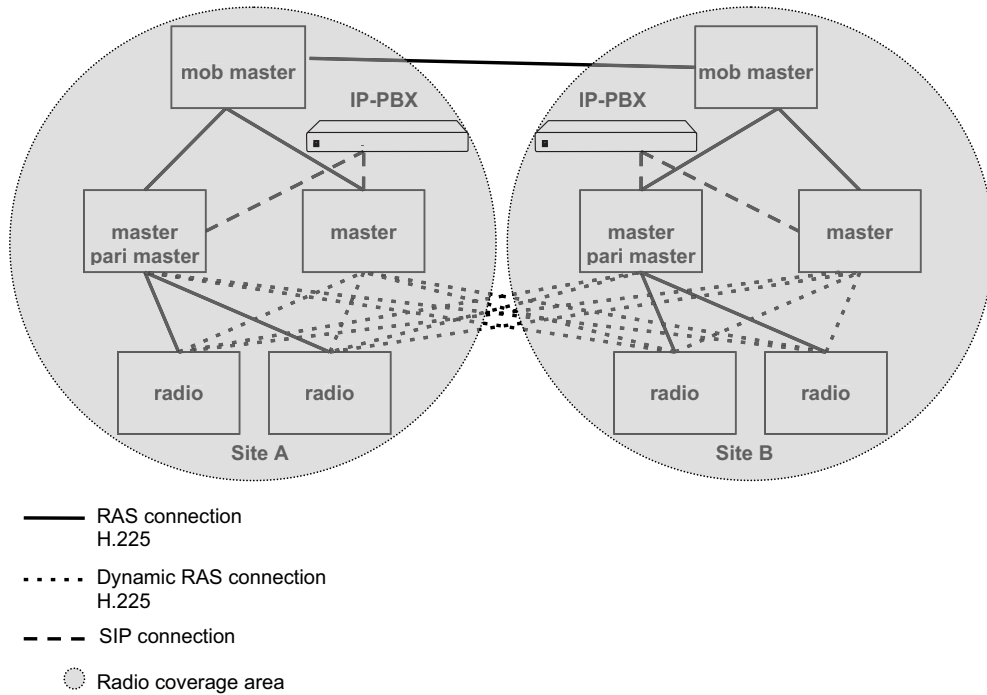 mob master
mob master
IP-PBX
IP-PBX
master
pari master
master
master
pari master
master
radio
radio
radio
radio
Site A
Site B
RAS connection
H.225
Dynamic RAS connection
H.225
SIP connection
Radio coverage area